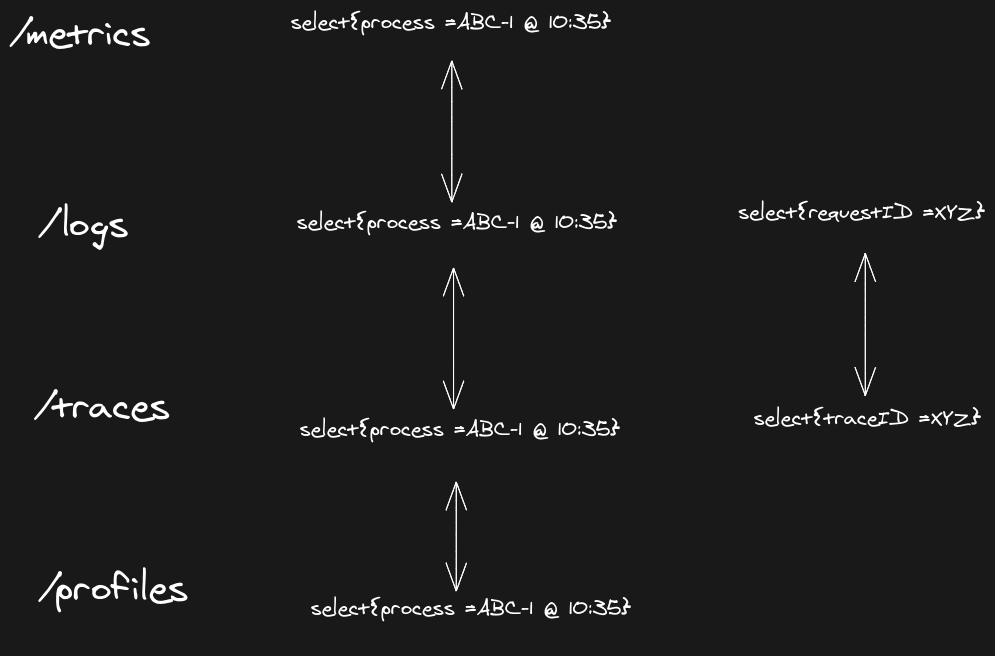 /metrics
select{process =ABC-1 @ 10:35}
/logs
select{process =ABC-1 @ 10:35}
select{requestID =XYZ}
/traces
select{process =ABC-1 @ 10:35}
select{traceID =XYZ}
/profiles
select{process =ABC-1 @ 10:35}